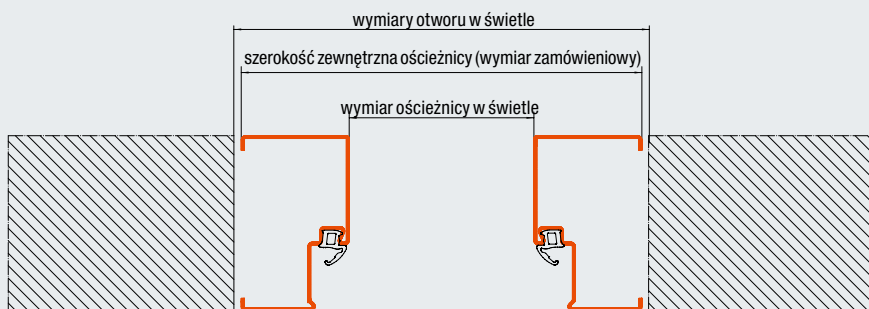 wymiary otworu w świetle
szerokość zewnętrzna ościeżnicy (wymiar zamówieniowy)
wymiar ościeżnicy w świetle